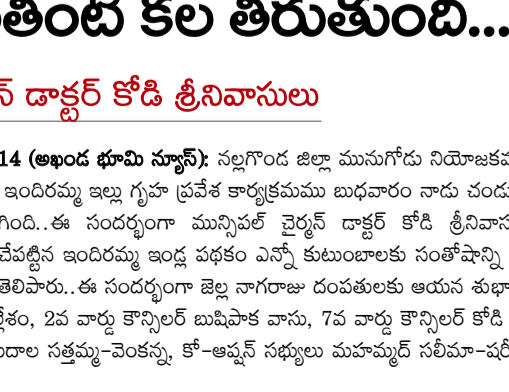 తింటి కల తీరుతుంది...
న్ డాక్టర్ కోడి శ్రీనివాసులు
14 (అఖండ భూమి న్యూస్): నల్లగొండ జిల్లా మునుగోడు నియోజకవ
ఇందిరమ్మ ఇల్లు గృహ ప్రవేశ కార్యక్రమము బుధవారం నాడు చండు
గింది..ఈ సందర్భంగా మున్సిపల్ చైర్మన్ డాక్టర్ కోడి శ్రీనివాస
చేపట్టిన ఇందిరమ్మ ఇండ్ల పథకం ఎన్నో కుటుంబాలకు సంతోషాన్ని
తెలిపారు..ఈ సందర్భంగా జెల్ల నాగరాజు దంపతులకు ఆయన శుభా
్లేశం, 2వ వార్డు కౌన్సిలర్ బుషిపాక వాసు, 7వ వార్డు కౌన్సిలర్ కోడి
ుదాల సత్తమ్మ-వెంకన్న, కో-ఆప్షన్ సభ్యులు మహమ్మద్ సలీమా-షరీ